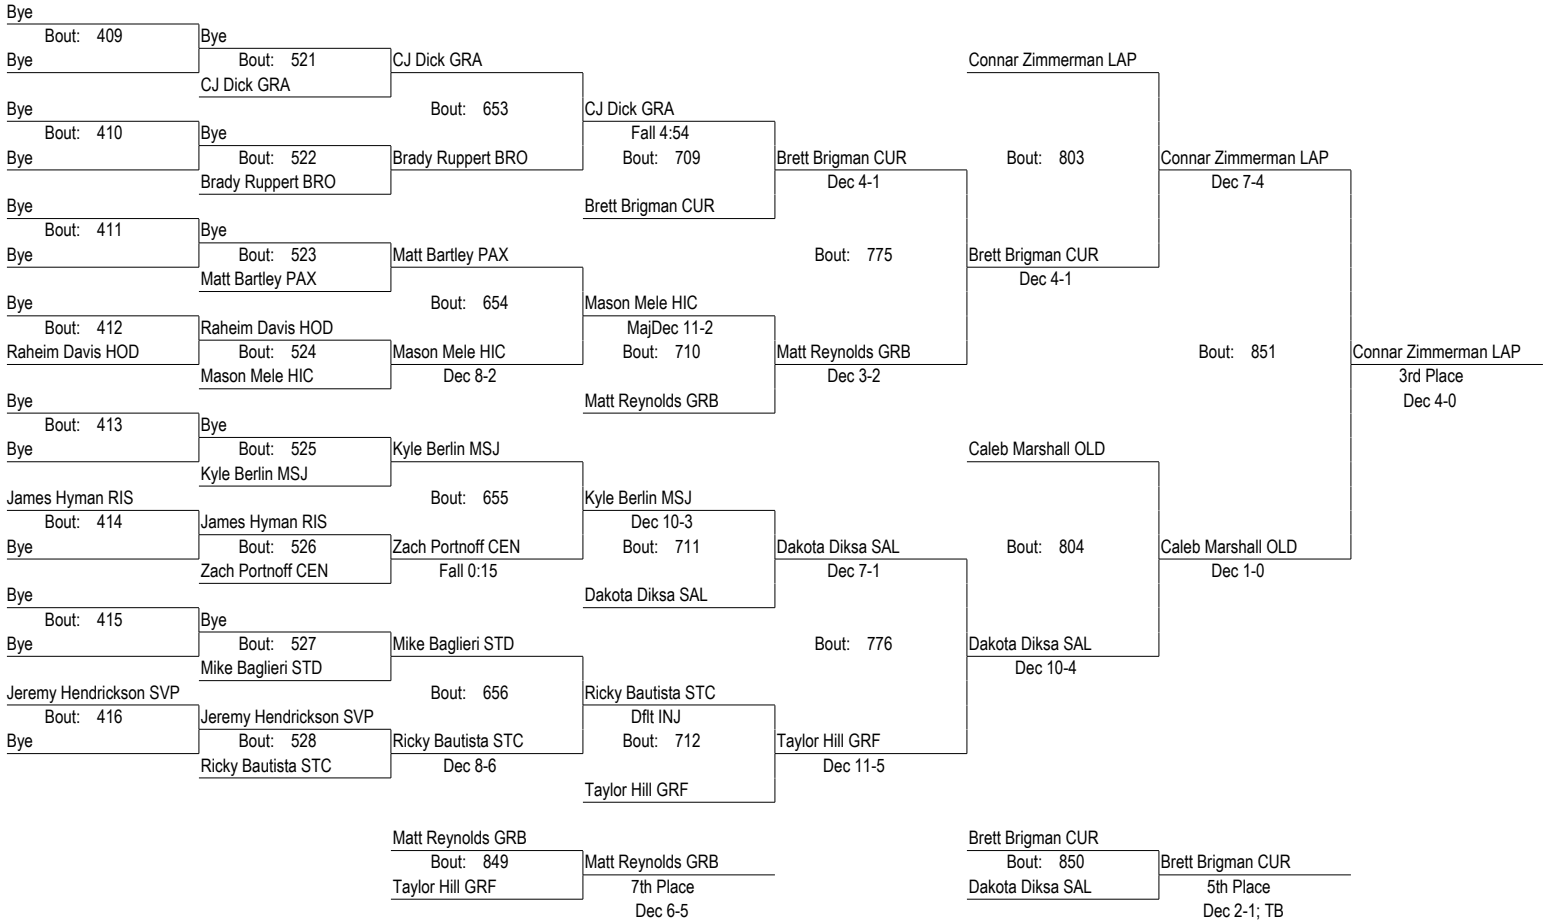 Bye
Bout: 409 Bye
Bye Bout: 521 CJ Dick GRA Connar Zimmerman LAP
CJ Dick GRA
Bye Bout: 653 CJ Dick GRA
Bout: 410 Bye Fall 4:54
Bye Bout: 522 Brady Ruppert BRO Bout: 709 Brett Brigman CUR Bout: 803 Connar Zimmerman LAP
Brady Ruppert BRO Dec 4-1 Dec 7-4
Bye Brett Brigman CUR
Bout: 411 Bye
Bye Bout: 523 Matt Bartley PAX Bout: 775 Brett Brigman CUR
Matt Bartley PAX Dec 4-1
Bye Bout: 654 Mason Mele HIC
Bout: 412 Raheim Davis HOD MajDec 11-2
Raheim Davis HOD Bout: 524 Mason Mele HIC Bout: 710 Matt Reynolds GRB Bout: 851 Connar Zimmerman LAP
Mason Mele HIC Dec 8-2 Dec 3-2 3rd Place
Bye Matt Reynolds GRB Dec 4-0
Bout: 413 Bye
Bye Bout: 525 Kyle Berlin MSJ Caleb Marshall OLD
Kyle Berlin MSJ
James Hyman RIS Bout: 655 Kyle Berlin MSJ
Bout: 414 James Hyman RIS Dec 10-3
Bye Bout: 526 Zach Portnoff CEN Bout: 711 Dakota Diksa SAL Bout: 804 Caleb Marshall OLD
Zach Portnoff CEN Fall 0:15 Dec 7-1 Dec 1-0
Bye Dakota Diksa SAL
Bout: 415 Bye
Bye Bout: 527 Mike Baglieri STD Bout: 776 Dakota Diksa SAL
Mike Baglieri STD Dec 10-4
Jeremy Hendrickson SVP Bout: 656 Ricky Bautista STC
Bout: 416 Jeremy Hendrickson SVP Dflt INJ
Bye Bout: 528 Ricky Bautista STC Bout: 712 Taylor Hill GRF
Ricky Bautista STC Dec 8-6 Dec 11-5
Taylor Hill GRF
Matt Reynolds GRB Brett Brigman CUR
Bout: 849 Matt Reynolds GRB Bout: 850 Brett Brigman CUR
Taylor Hill GRF 7th Place Dakota Diksa SAL 5th Place
Dec 6-5 Dec 2-1; TB